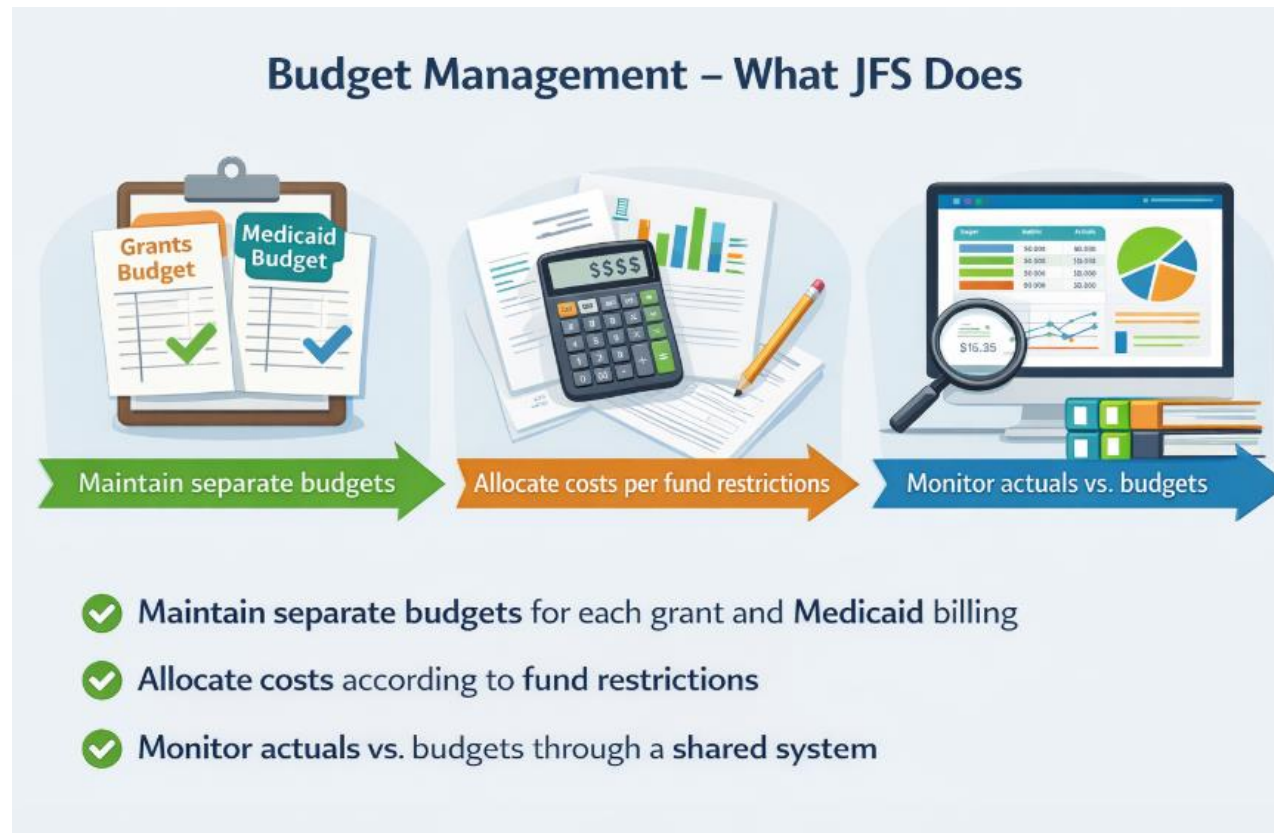 Budget Management – What JFS Does
Grants
Budget
Medicaid
Budget
$$$$
$16.35
Maintain separate budgets
Allocate costs per fund restrictions
Monitor actuals vs. budgets
Maintain separate budgets for each grant and Medicaid billing
Allocate costs according to fund restrictions
Monitor actuals vs. budgets through a shared system